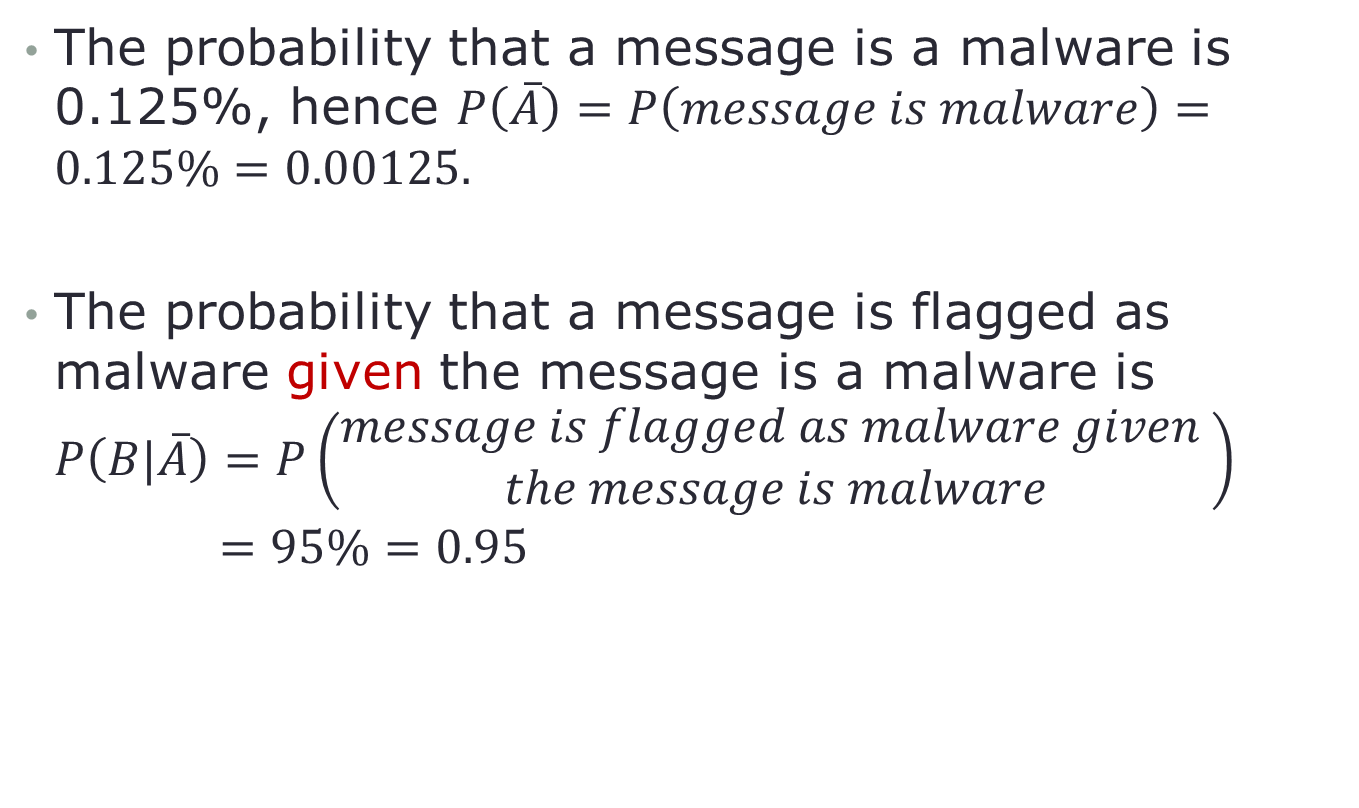 • The probability that a message is a malware is
0.125%, hence P(Ā) = P(message is malware) =
0.125% = 0.00125.
• The probability that a message is flagged as
malware given the message is a malware is
P(B|Ā) = P(message is flagged as malware given
the message is malware)
= 95% = 0.95